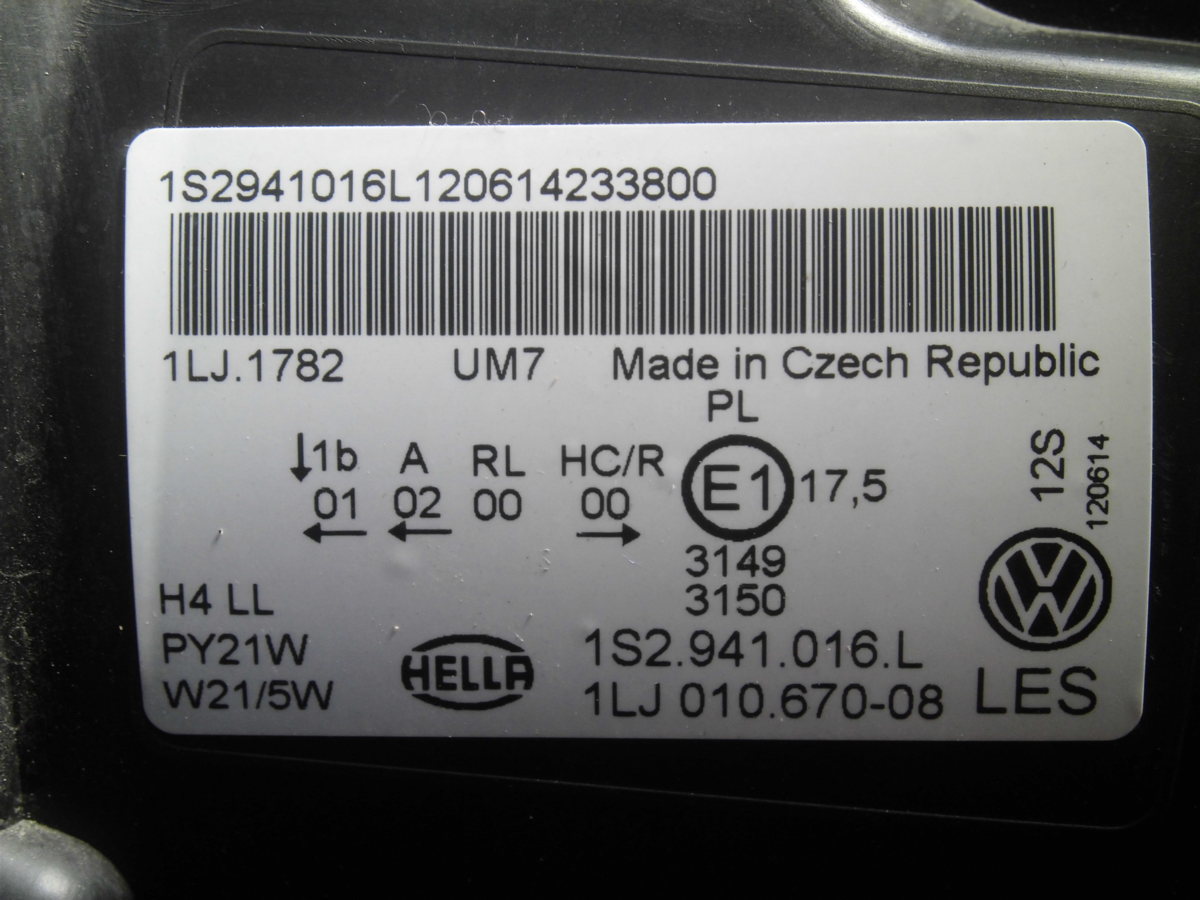 1S2941016L120614233800
1LJ.1782 UM7 Made in Czech Republic
PL
↓1b A RL HC/R E1 17,5
01 02 00 00
← ← →
3149
3150
12S
120614
H4 LL
PY21W
W21/5W
HELLA
1S2.941.016.L
1LJ 010.670-08
VW
LES